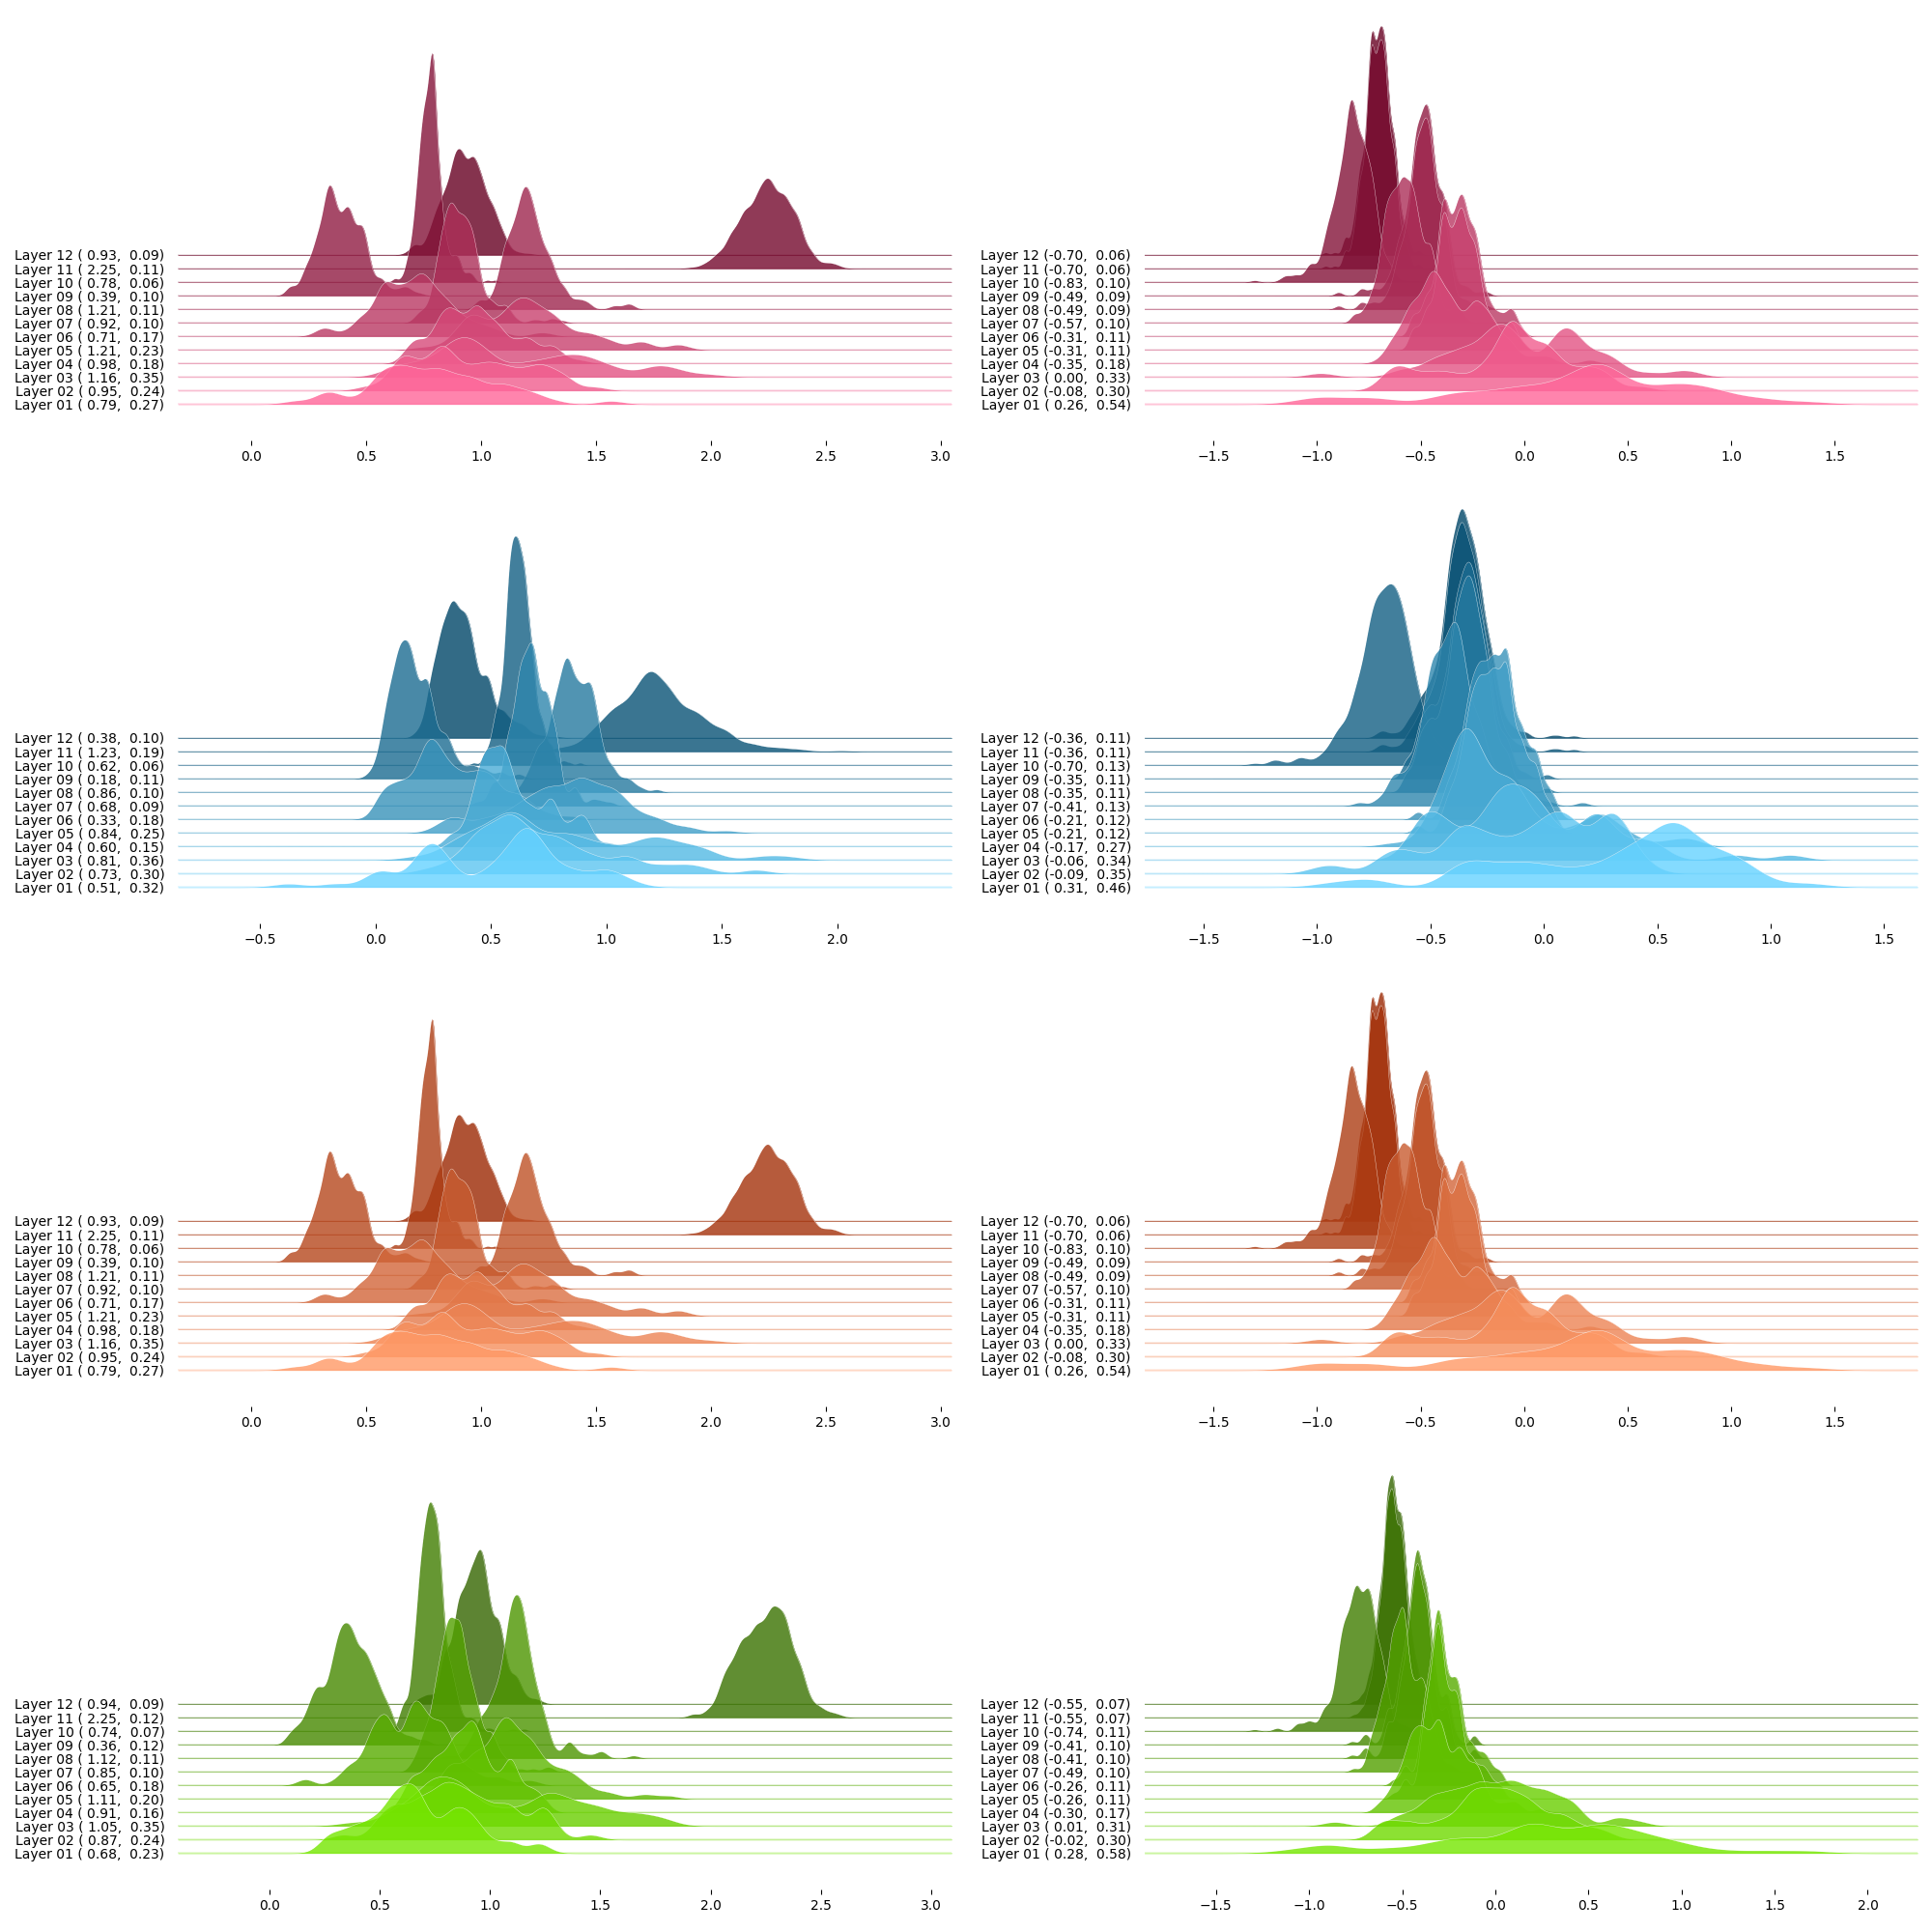 Layer 12 ( 0.93,  0.09)
Layer 11 ( 2.25,  0.11)
Layer 10 ( 0.78,  0.06)
Layer 09 ( 0.39,  0.10)
Layer 08 ( 1.21,  0.11)
Layer 07 ( 0.92,  0.10)
Layer 06 ( 0.71,  0.17)
Layer 05 ( 1.21,  0.23)
Layer 04 ( 0.98,  0.18)
Layer 03 ( 1.16,  0.35)
Layer 02 ( 0.95,  0.24)
Layer 01 ( 0.79,  0.27)
0.0 0.5 1.0 1.5 2.0 2.5 3.0
Layer 12 (-0.70,  0.06)
Layer 11 (-0.70,  0.06)
Layer 10 (-0.83,  0.10)
Layer 09 (-0.49,  0.09)
Layer 08 (-0.49,  0.09)
Layer 07 (-0.57,  0.10)
Layer 06 (-0.31,  0.11)
Layer 05 (-0.31,  0.11)
Layer 04 (-0.35,  0.18)
Layer 03 ( 0.00,  0.33)
Layer 02 (-0.08,  0.30)
Layer 01 ( 0.26,  0.54)
−1.5 −1.0 −0.5 0.0 0.5 1.0 1.5
Layer 12 ( 0.38,  0.10)
Layer 11 ( 1.23,  0.19)
Layer 10 ( 0.62,  0.06)
Layer 09 ( 0.18,  0.11)
Layer 08 ( 0.86,  0.10)
Layer 07 ( 0.68,  0.09)
Layer 06 ( 0.33,  0.18)
Layer 05 ( 0.84,  0.25)
Layer 04 ( 0.60,  0.15)
Layer 03 ( 0.81,  0.36)
Layer 02 ( 0.73,  0.30)
Layer 01 ( 0.51,  0.32)
−0.5 0.0 0.5 1.0 1.5 2.0
Layer 12 (-0.36,  0.11)
Layer 11 (-0.36,  0.11)
Layer 10 (-0.70,  0.13)
Layer 09 (-0.35,  0.11)
Layer 08 (-0.35,  0.11)
Layer 07 (-0.41,  0.13)
Layer 06 (-0.21,  0.12)
Layer 05 (-0.21,  0.12)
Layer 04 (-0.17,  0.27)
Layer 03 (-0.06,  0.34)
Layer 02 (-0.09,  0.35)
Layer 01 ( 0.31,  0.46)
−1.5 −1.0 −0.5 0.0 0.5 1.0 1.5
Layer 12 ( 0.93,  0.09)
Layer 11 ( 2.25,  0.11)
Layer 10 ( 0.78,  0.06)
Layer 09 ( 0.39,  0.10)
Layer 08 ( 1.21,  0.11)
Layer 07 ( 0.92,  0.10)
Layer 06 ( 0.71,  0.17)
Layer 05 ( 1.21,  0.23)
Layer 04 ( 0.98,  0.18)
Layer 03 ( 1.16,  0.35)
Layer 02 ( 0.95,  0.24)
Layer 01 ( 0.79,  0.27)
0.0 0.5 1.0 1.5 2.0 2.5 3.0
Layer 12 (-0.70,  0.06)
Layer 11 (-0.70,  0.06)
Layer 10 (-0.83,  0.10)
Layer 09 (-0.49,  0.09)
Layer 08 (-0.49,  0.09)
Layer 07 (-0.57,  0.10)
Layer 06 (-0.31,  0.11)
Layer 05 (-0.31,  0.11)
Layer 04 (-0.35,  0.18)
Layer 03 ( 0.00,  0.33)
Layer 02 (-0.08,  0.30)
Layer 01 ( 0.26,  0.54)
−1.5 −1.0 −0.5 0.0 0.5 1.0 1.5
Layer 12 ( 0.94,  0.09)
Layer 11 ( 2.25,  0.12)
Layer 10 ( 0.74,  0.07)
Layer 09 ( 0.36,  0.12)
Layer 08 ( 1.12,  0.11)
Layer 07 ( 0.85,  0.10)
Layer 06 ( 0.65,  0.18)
Layer 05 ( 1.11,  0.20)
Layer 04 ( 0.91,  0.16)
Layer 03 ( 1.05,  0.35)
Layer 02 ( 0.87,  0.24)
Layer 01 ( 0.68,  0.23)
0.0 0.5 1.0 1.5 2.0 2.5 3.0
Layer 12 (-0.55,  0.07)
Layer 11 (-0.55,  0.07)
Layer 10 (-0.74,  0.11)
Layer 09 (-0.41,  0.10)
Layer 08 (-0.41,  0.10)
Layer 07 (-0.49,  0.10)
Layer 06 (-0.26,  0.11)
Layer 05 (-0.26,  0.11)
Layer 04 (-0.30,  0.17)
Layer 03 ( 0.01,  0.31)
Layer 02 (-0.02,  0.30)
Layer 01 ( 0.28,  0.58)
−1.5 −1.0 −0.5 0.0 0.5 1.0 1.5 2.0